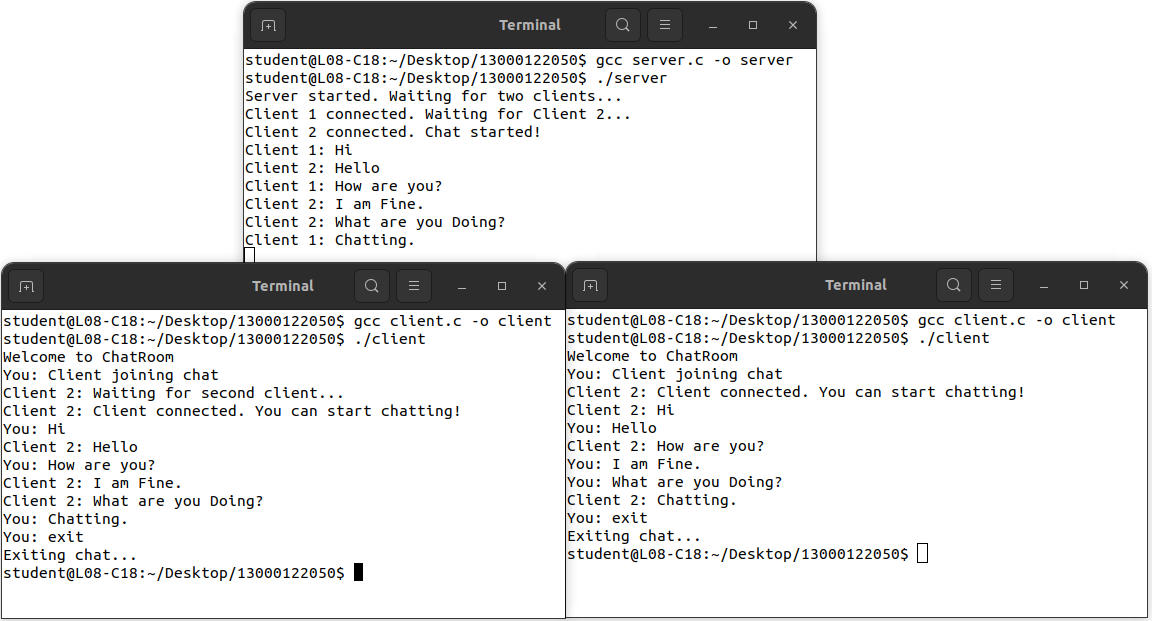 Terminal
student@L08-C18:~/Desktop/13000122050$ gcc server.c -o server
student@L08-C18:~/Desktop/13000122050$ ./server
Server started. Waiting for two clients...
Client 1 connected. Waiting for Client 2...
Client 2 connected. Chat started!
Client 1: Hi
Client 2: Hello
Client 1: How are you?
Client 2: I am Fine.
Client 2: What are you Doing?
Client 1: Chatting.
Terminal
student@L08-C18:~/Desktop/13000122050$ gcc client.c -o client
student@L08-C18:~/Desktop/13000122050$ ./client
Welcome to ChatRoom
You: Client joining chat
Client 2: Waiting for second client...
Client 2: Client connected. You can start chatting!
You: Hi
Client 2: Hello
You: How are you?
Client 2: I am Fine.
Client 2: What are you Doing?
You: Chatting.
You: exit
Exiting chat...
student@L08-C18:~/Desktop/13000122050$
Terminal
student@L08-C18:~/Desktop/13000122050$ gcc client.c -o client
student@L08-C18:~/Desktop/13000122050$ ./client
Welcome to ChatRoom
You: Client joining chat
Client 2: Client connected. You can start chatting!
Client 2: Hi
You: Hello
Client 2: How are you?
You: I am Fine.
You: What are you Doing?
Client 2: Chatting.
You: exit
Exiting chat...
student@L08-C18:~/Desktop/13000122050$